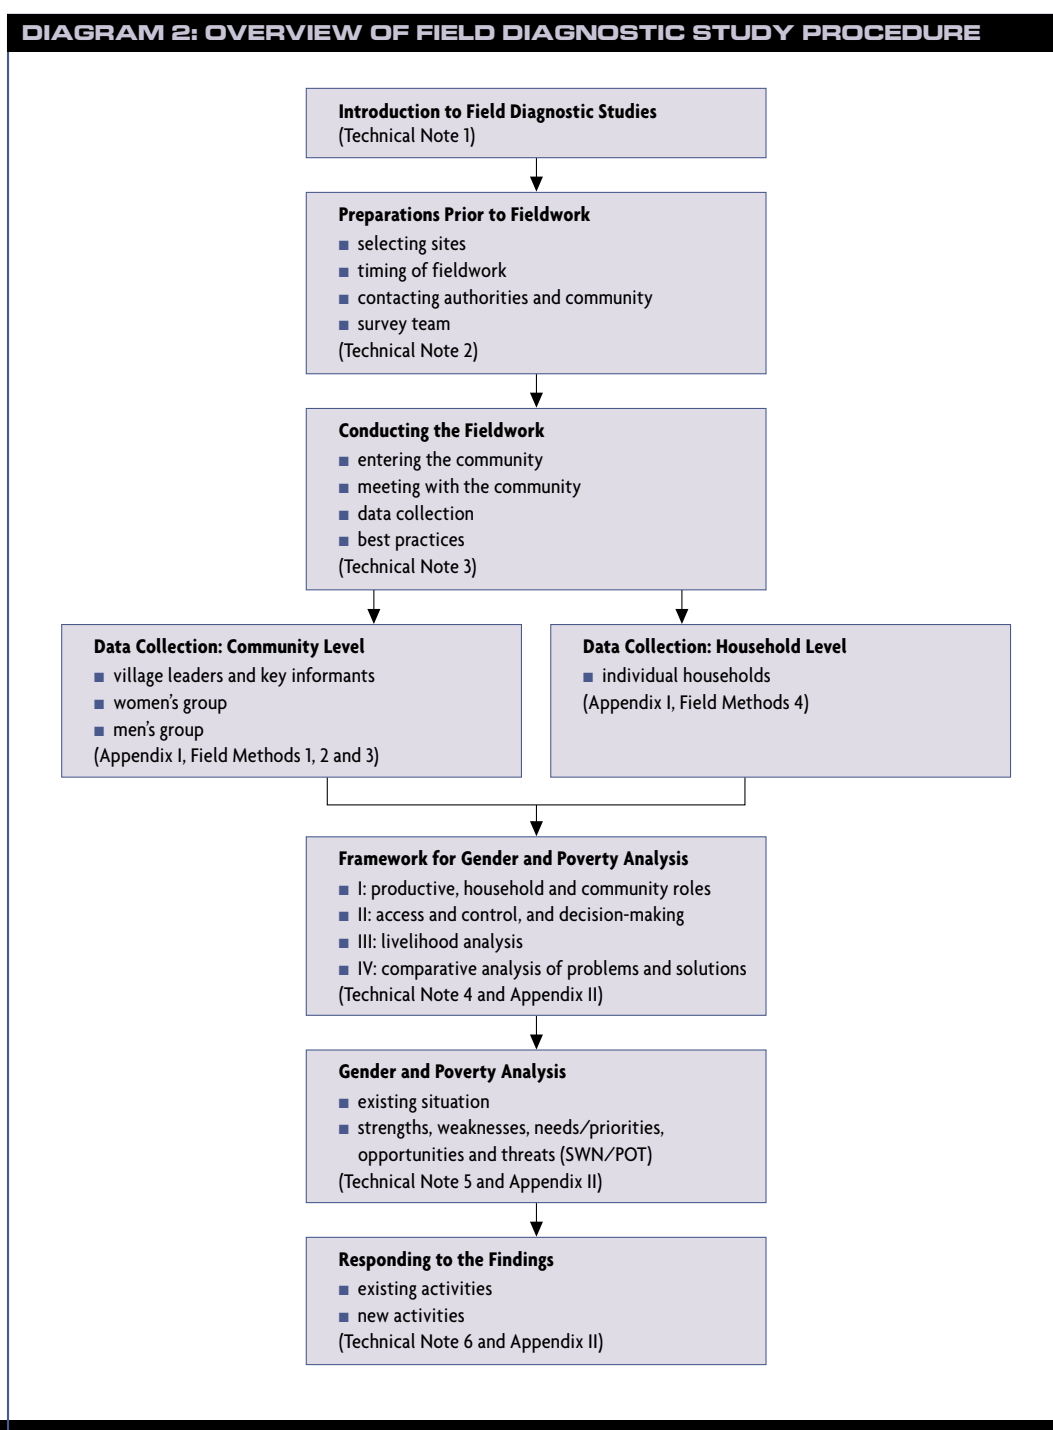 DIAGRAM 2: OVERVIEW OF FIELD DIAGNOSTIC STUDY PROCEDURE
Introduction to Field Diagnostic Studies
(Technical Note 1)
Preparations Prior to Fieldwork
■ selecting sites
■ timing of fieldwork
■ contacting authorities and community
■ survey team
(Technical Note 2)
Conducting the Fieldwork
■ entering the community
■ meeting with the community
■ data collection
■ best practices
(Technical Note 3)
Data Collection: Community Level
■ village leaders and key informants
■ women's group
■ men's group
(Appendix I, Field Methods 1, 2 and 3)
Data Collection: Household Level
■ individual households
(Appendix I, Field Methods 4)
Framework for Gender and Poverty Analysis
■ I: productive, household and community roles
■ II: access and control, and decision-making
■ III: livelihood analysis
■ IV: comparative analysis of problems and solutions
(Technical Note 4 and Appendix II)
Gender and Poverty Analysis
■ existing situation
■ strengths, weaknesses, needs/priorities,
opportunities and threats (SWN/POT)
(Technical Note 5 and Appendix II)
Responding to the Findings
■ existing activities
■ new activities
(Technical Note 6 and Appendix II)